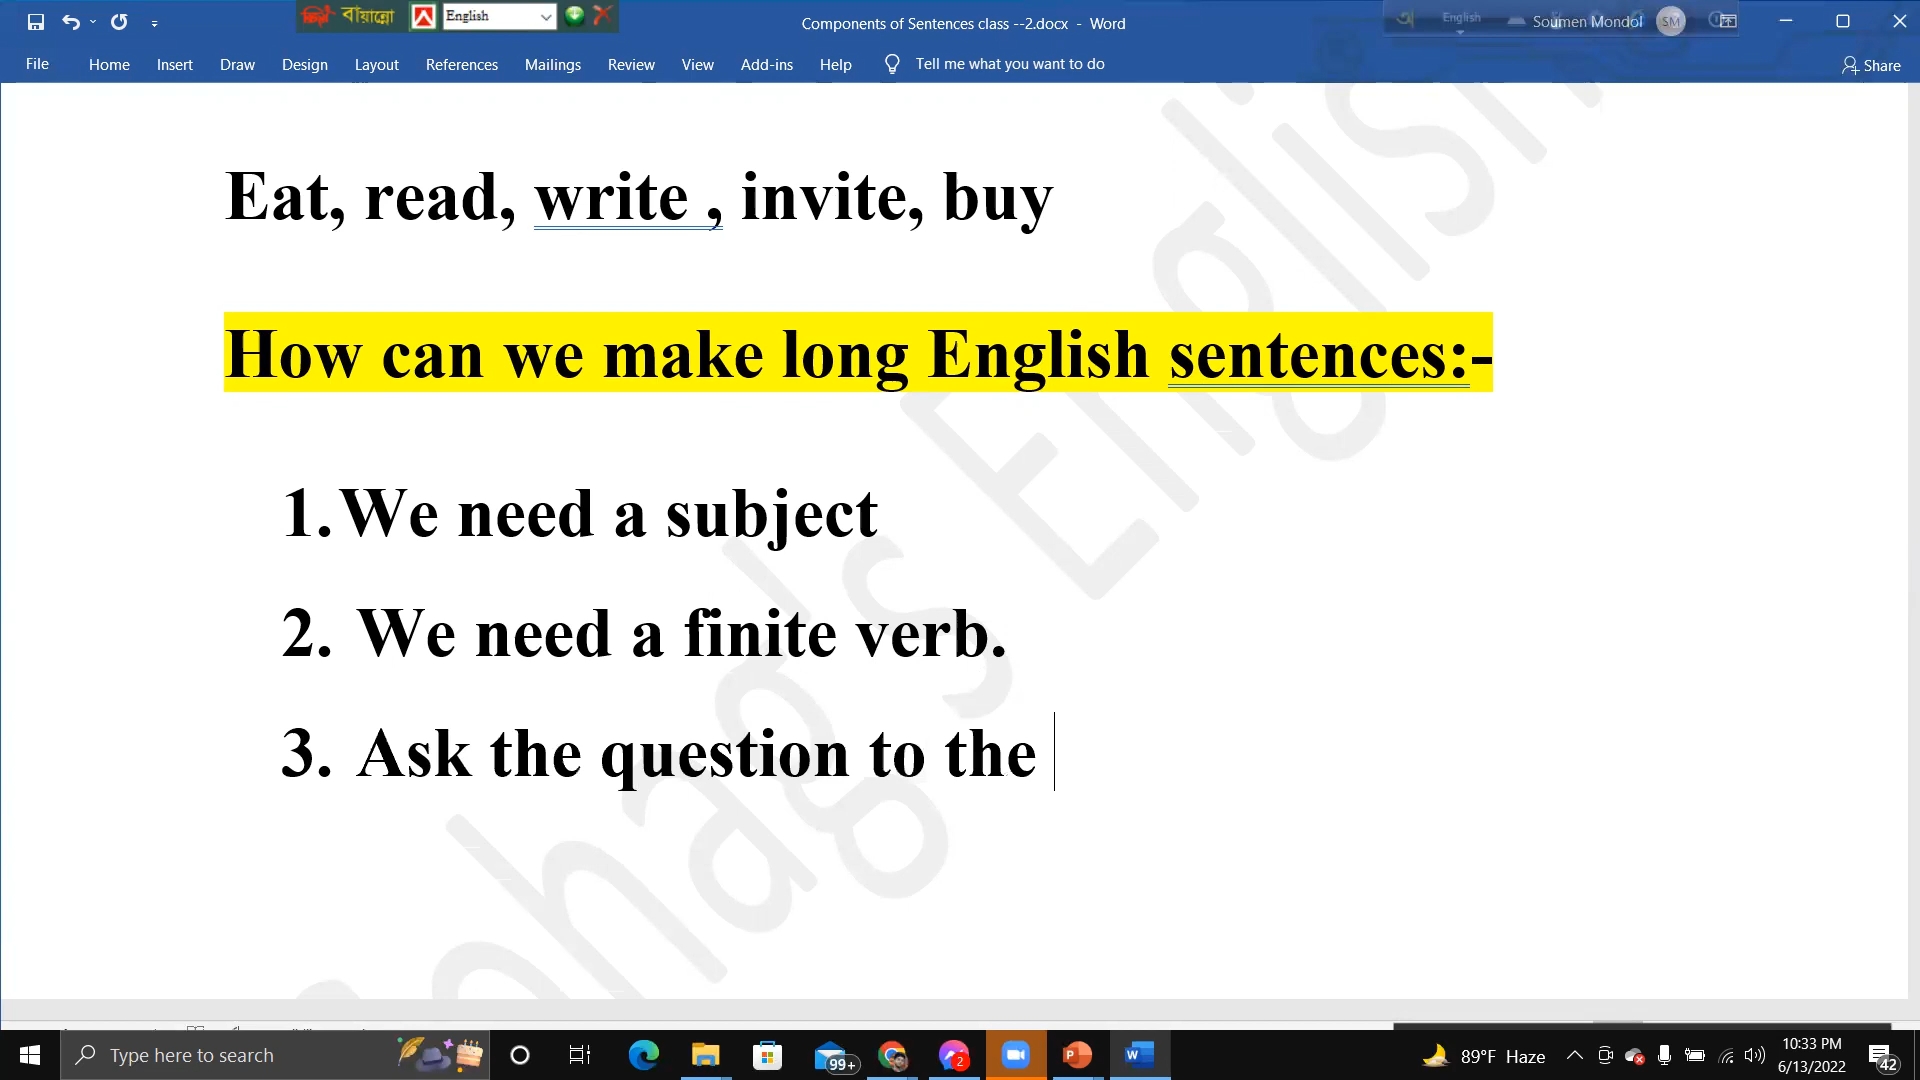 বায়ান্নো English
Components of Sentences class --2.docx - Word
English
Soumen Mondol SM
File Home Insert Draw Design Layout References Mailings Review View Add-ins Help Tell me what you want to do Share
Eat, read, write , invite, buy
How can we make long English sentences:-
1. We need a subject
2. We need a finite verb.
3. Ask the question to the
English
Type here to search
99+
2
89°F Haze
10:33 PM
6/13/2022
42